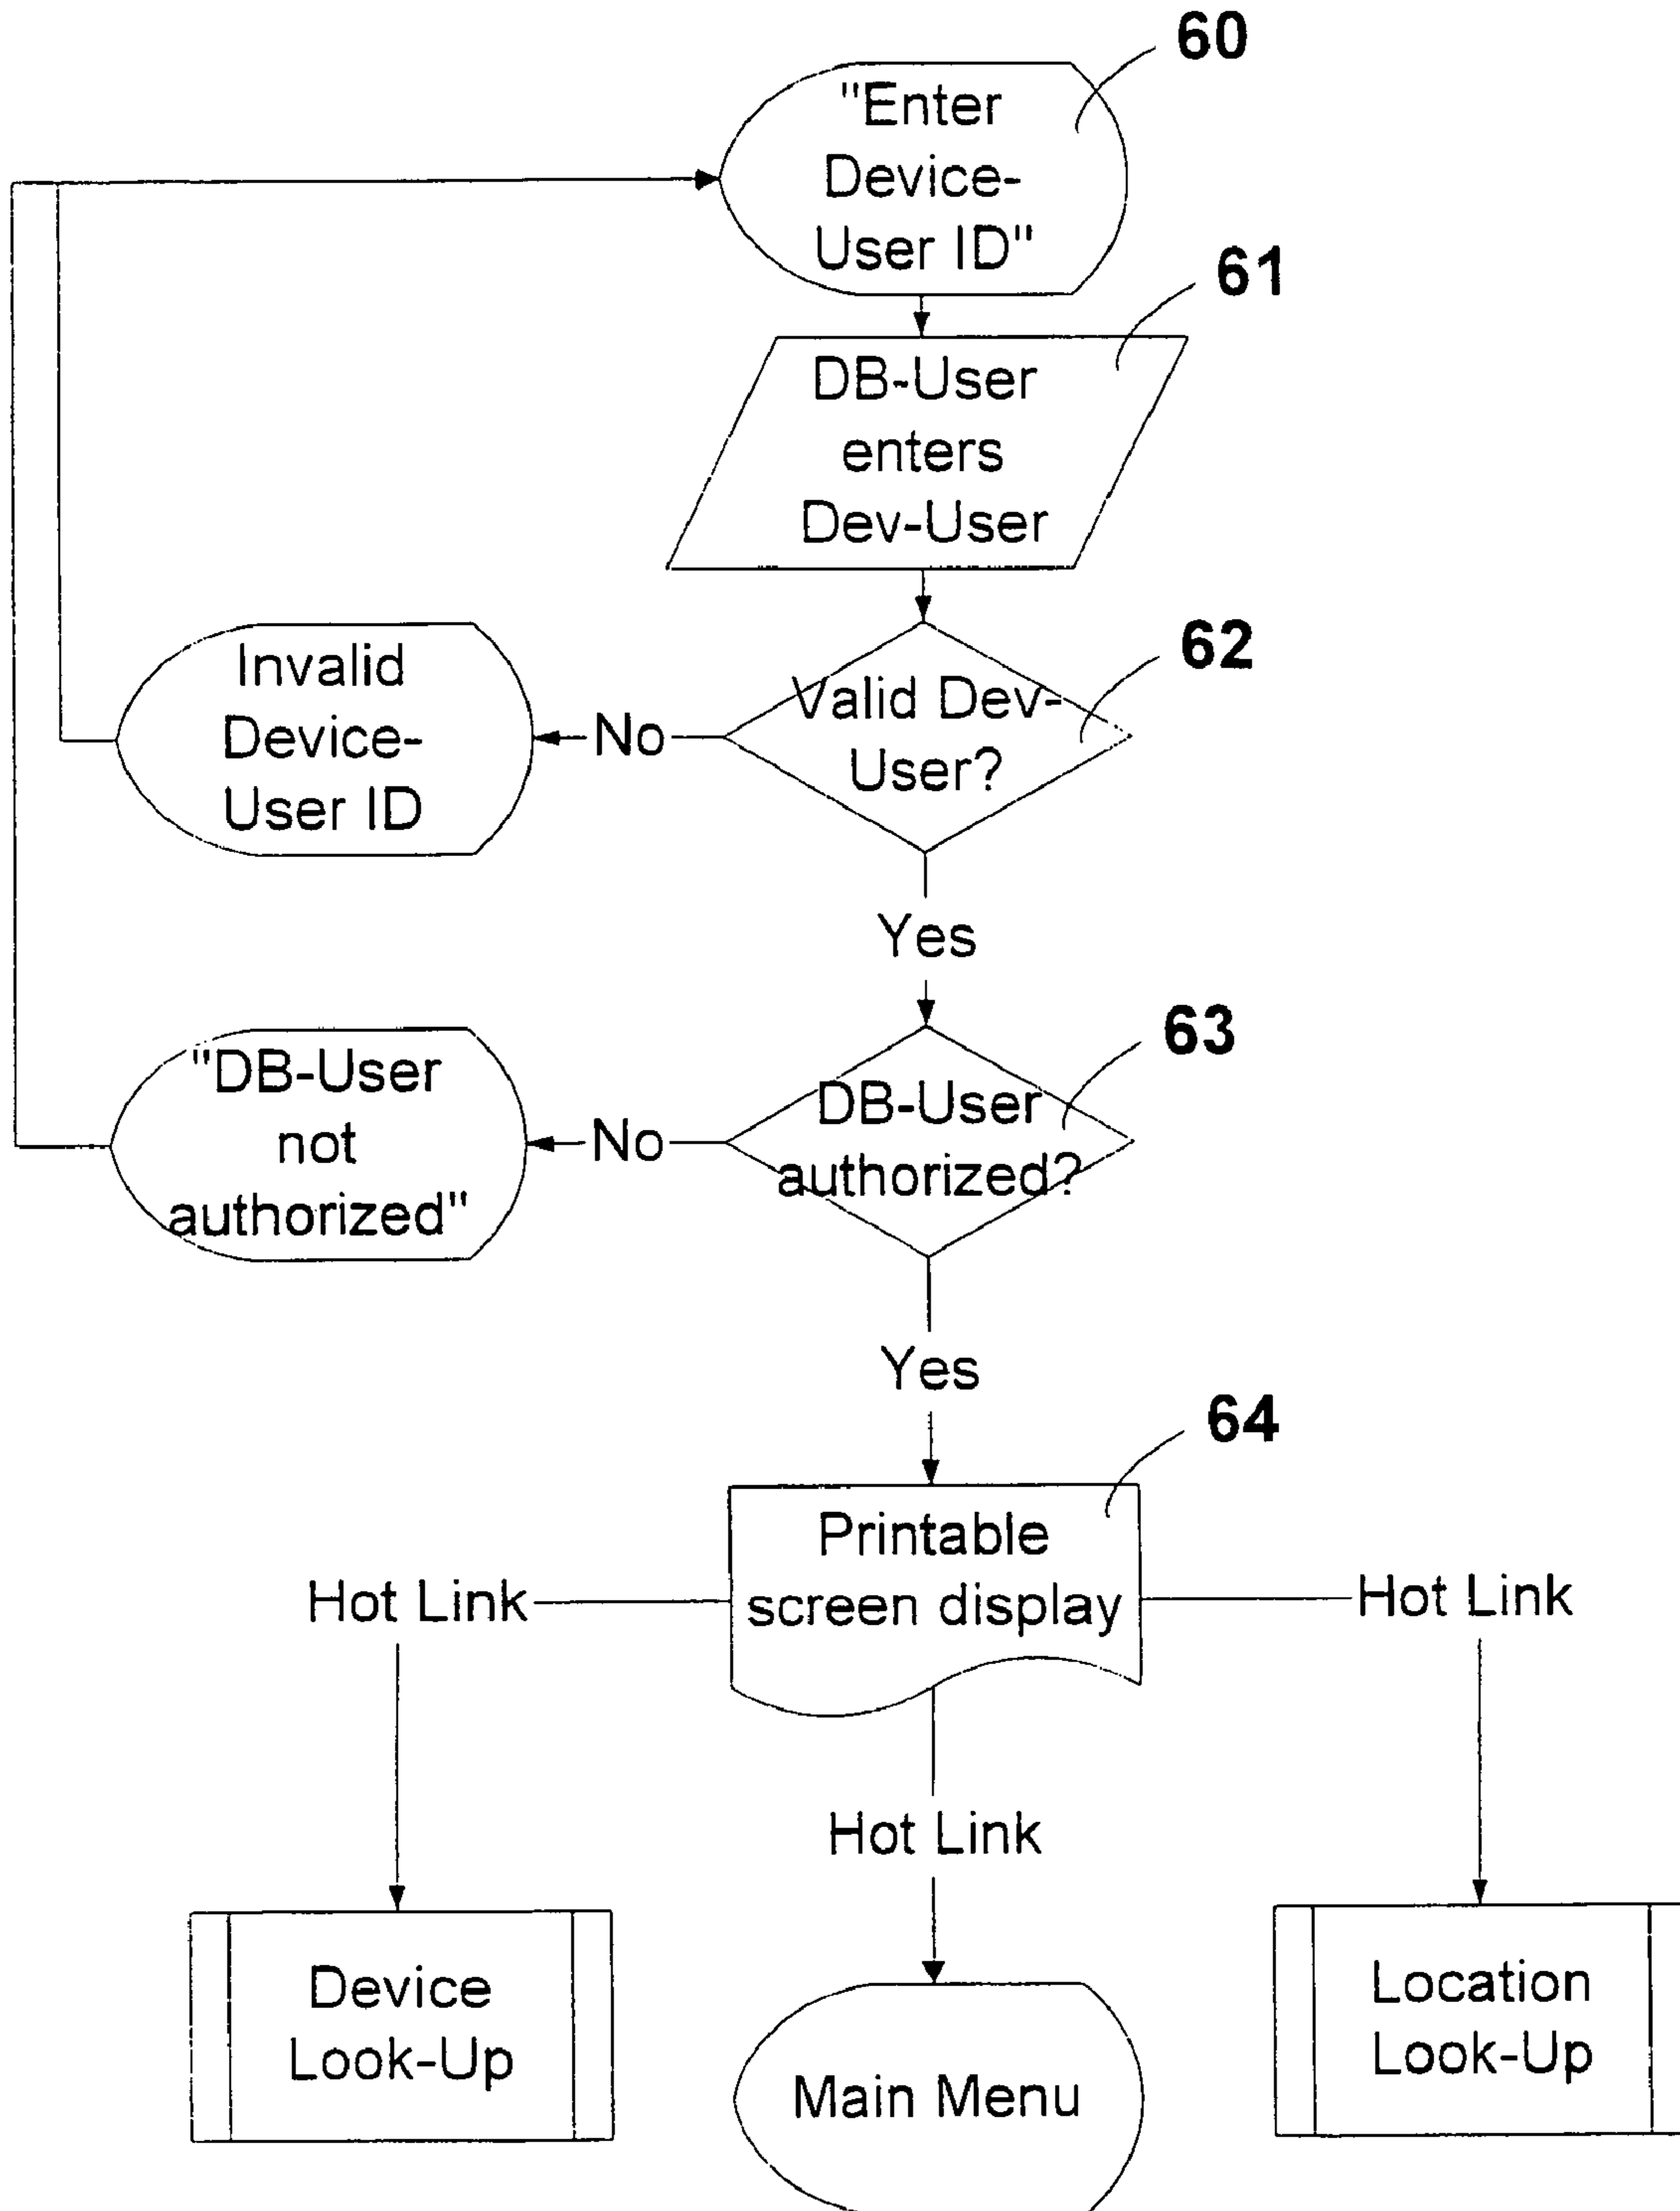 60
"Enter
Device-
User ID"
61
DB-User
enters
Dev-User
62
Valid Dev-
User?
No
Invalid
Device-
User ID
Yes
63
DB-User
authorized?
No
"DB-User
not
authorized"
Yes
64
Printable
screen display
Hot Link
Hot Link
Hot Link
Device
Look-Up
Main Menu
Location
Look-Up